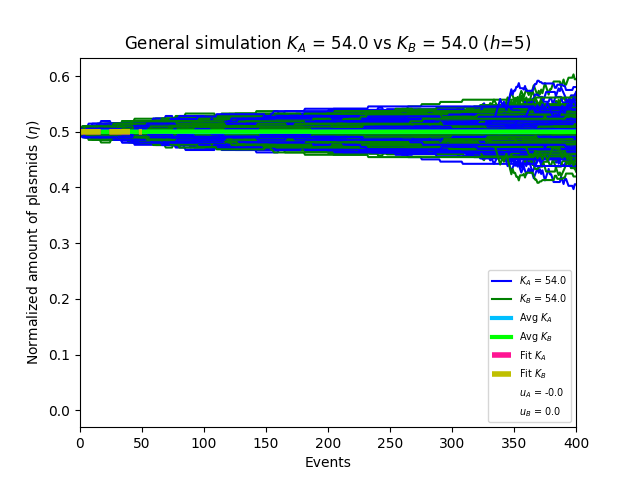 General simulation K_A = 54.0 vs K_B = 54.0 (h=5)
Normalized amount of plasmids (η)
0.6
0.5
0.4
0.3
0.2
0.1
0.0
K_A = 54.0
K_B = 54.0
Avg K_A
Avg K_B
Fit K_A
Fit K_B
u_A = -0.0
u_B = 0.0
0 50 100 150 200 250 300 350 400
Events